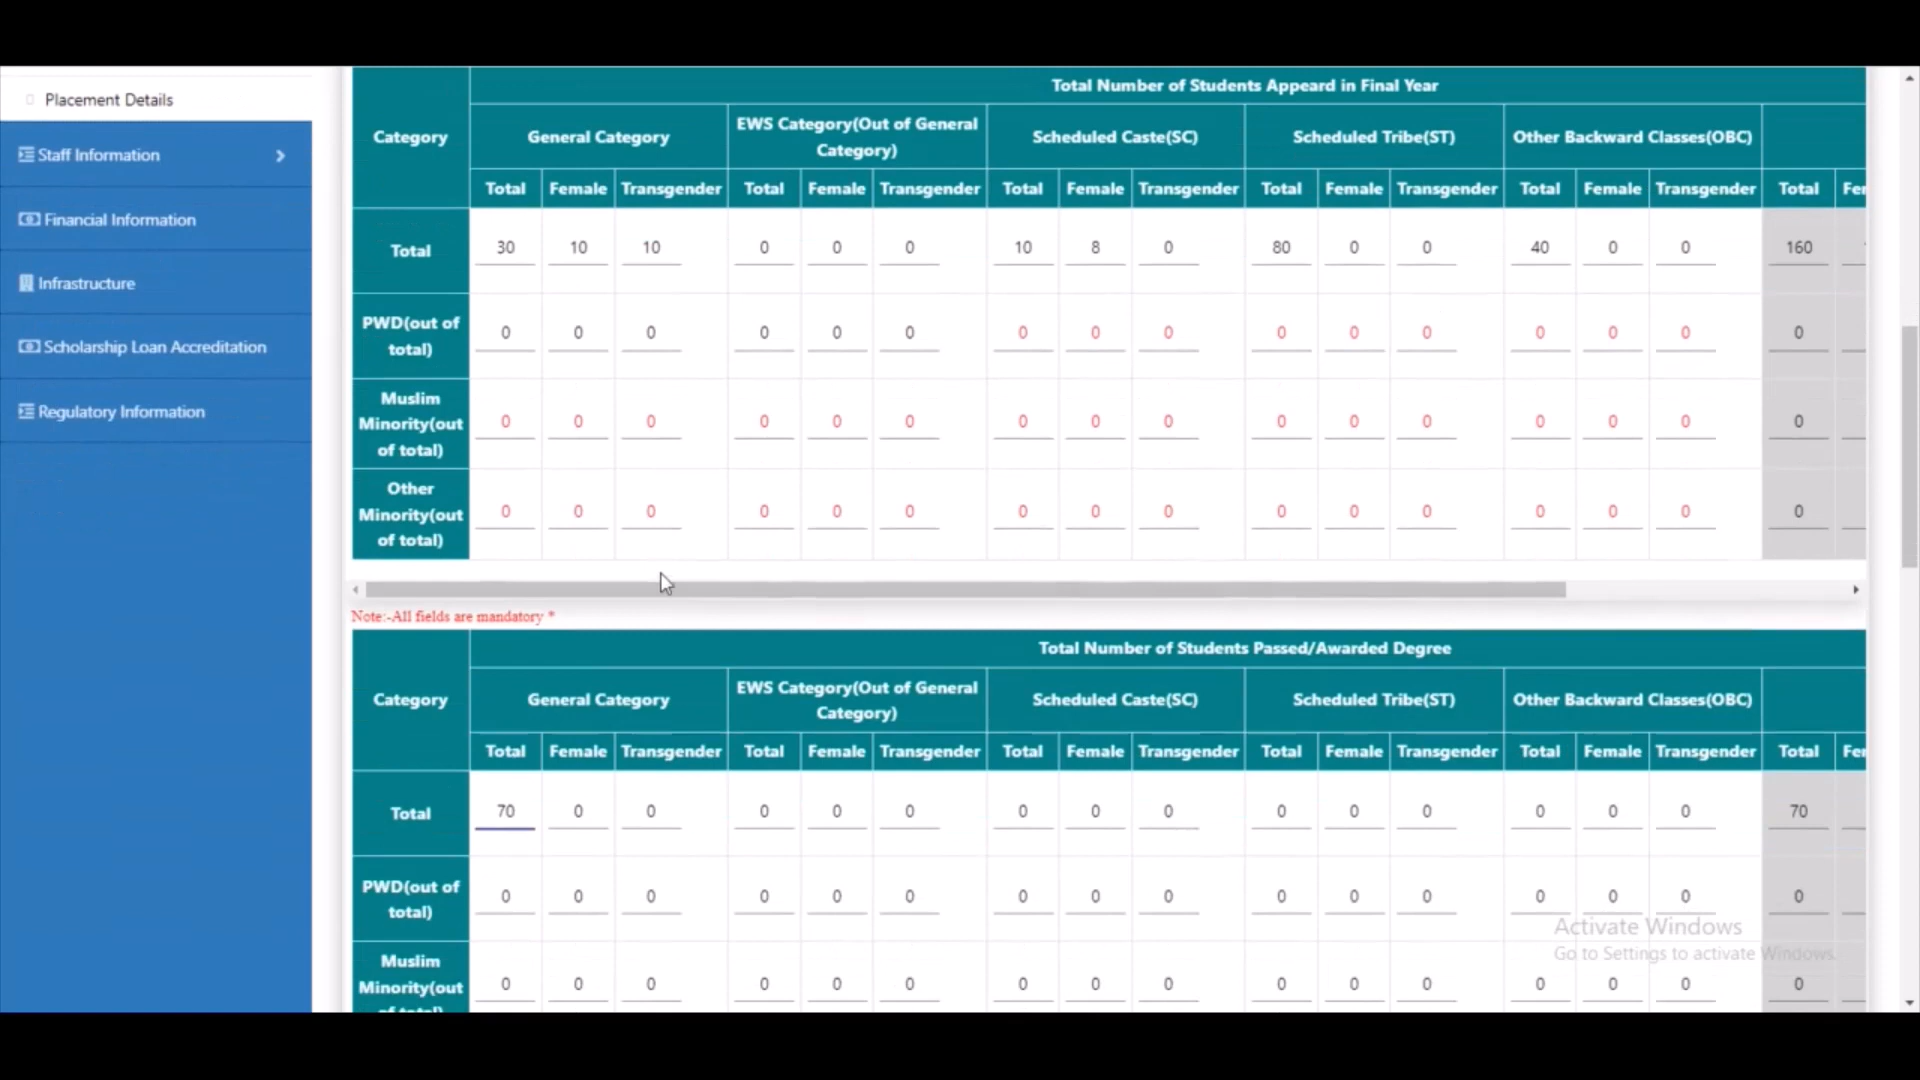 Placement Details
Staff Information
Financial Information
Infrastructure
Scholarship Loan Accreditation
Regulatory Information
Total Number of Students Appeard in Final Year
Category General Category EWS Category(Out of General Category) Scheduled Caste(SC) Scheduled Tribe(ST) Other Backward Classes(OBC)
Total Female Transgender Total Female Transgender Total Female Transgender Total Female Transgender Total Female Transgender Total
Total 30 10 10 0 0 0 10 8 0 80 0 0 40 0 0 160
PWD(out of total) 0 0 0 0 0 0 0 0 0 0 0 0 0 0 0 0
Muslim Minority(out of total) 0 0 0 0 0 0 0 0 0 0 0 0 0 0 0 0
Other Minority(out of total) 0 0 0 0 0 0 0 0 0 0 0 0 0 0 0 0
Note:-All fields are mandatory *
Total Number of Students Passed/Awarded Degree
Category General Category EWS Category(Out of General Category) Scheduled Caste(SC) Scheduled Tribe(ST) Other Backward Classes(OBC)
Total Female Transgender Total Female Transgender Total Female Transgender Total Female Transgender Total Female Transgender Total
Total 70 0 0 0 0 0 0 0 0 0 0 0 0 0 0 70
PWD(out of total) 0 0 0 0 0 0 0 0 0 0 0 0 0 0 0 0
Muslim Minority(out 0 0 0 0 0 0 0 0 0 0 0 0 0 0 0 0
Activate Windows
Go to Settings to activate Windows.